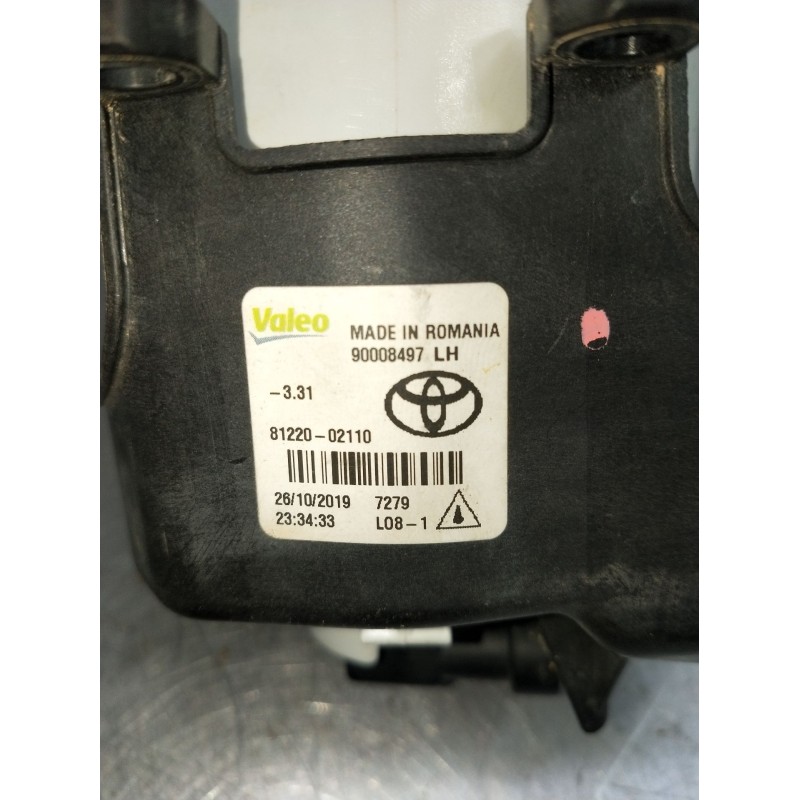 Valeo
MADE IN ROMANIA
90008497 LH
-3.31
81220-02110
26/10/2019 7279
23:34:33 L08-1